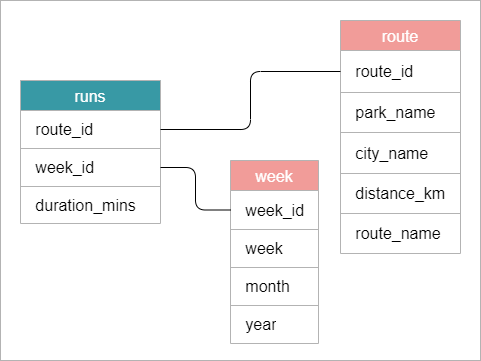 runs
route_id
week_id
duration_mins
week
week_id
week
month
year
route
route_id
park_name
city_name
distance_km
route_name